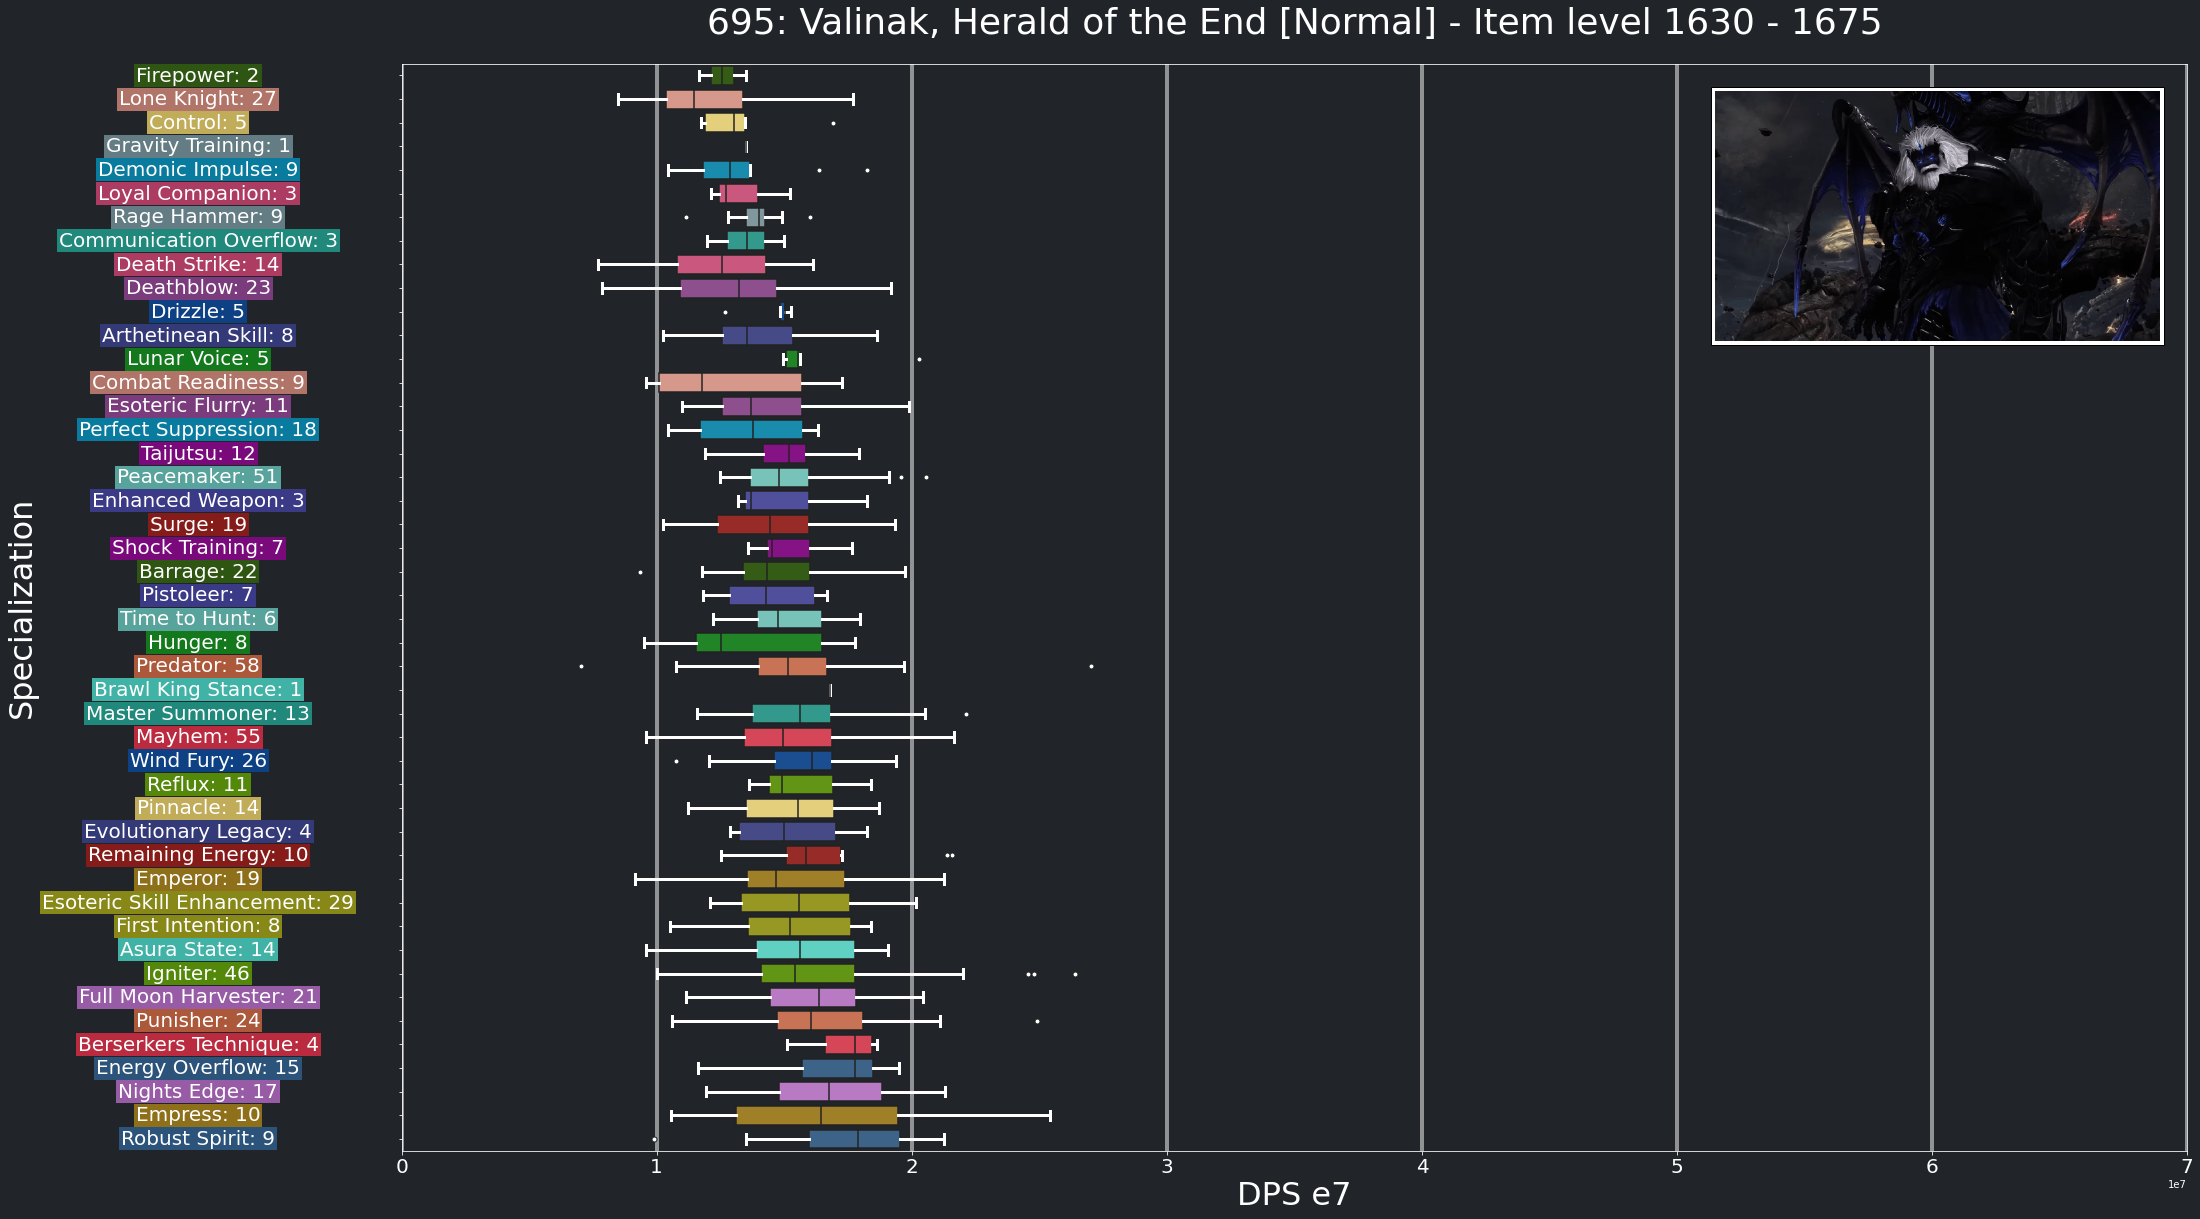 695: Valinak, Herald of the End [Normal] - Item level 1630 - 1675
Specialization
Firepower: 2
Lone Knight: 27
Control: 5
Gravity Training: 1
Demonic Impulse: 9
Loyal Companion: 3
Rage Hammer: 9
Communication Overflow: 3
Death Strike: 14
Deathblow: 23
Drizzle: 5
Arthetinean Skill: 8
Lunar Voice: 5
Combat Readiness: 9
Esoteric Flurry: 11
Perfect Suppression: 18
Taijutsu: 12
Peacemaker: 51
Enhanced Weapon: 3
Surge: 19
Shock Training: 7
Barrage: 22
Pistoleer: 7
Time to Hunt: 6
Hunger: 8
Predator: 58
Brawl King Stance: 1
Master Summoner: 13
Mayhem: 55
Wind Fury: 26
Reflux: 11
Pinnacle: 14
Evolutionary Legacy: 4
Remaining Energy: 10
Emperor: 19
Esoteric Skill Enhancement: 29
First Intention: 8
Asura State: 14
Igniter: 46
Full Moon Harvester: 21
Punisher: 24
Berserkers Technique: 4
Energy Overflow: 15
Nights Edge: 17
Empress: 10
Robust Spirit: 9
0 1 2 3 4 5 6 7
1e7
DPS e7